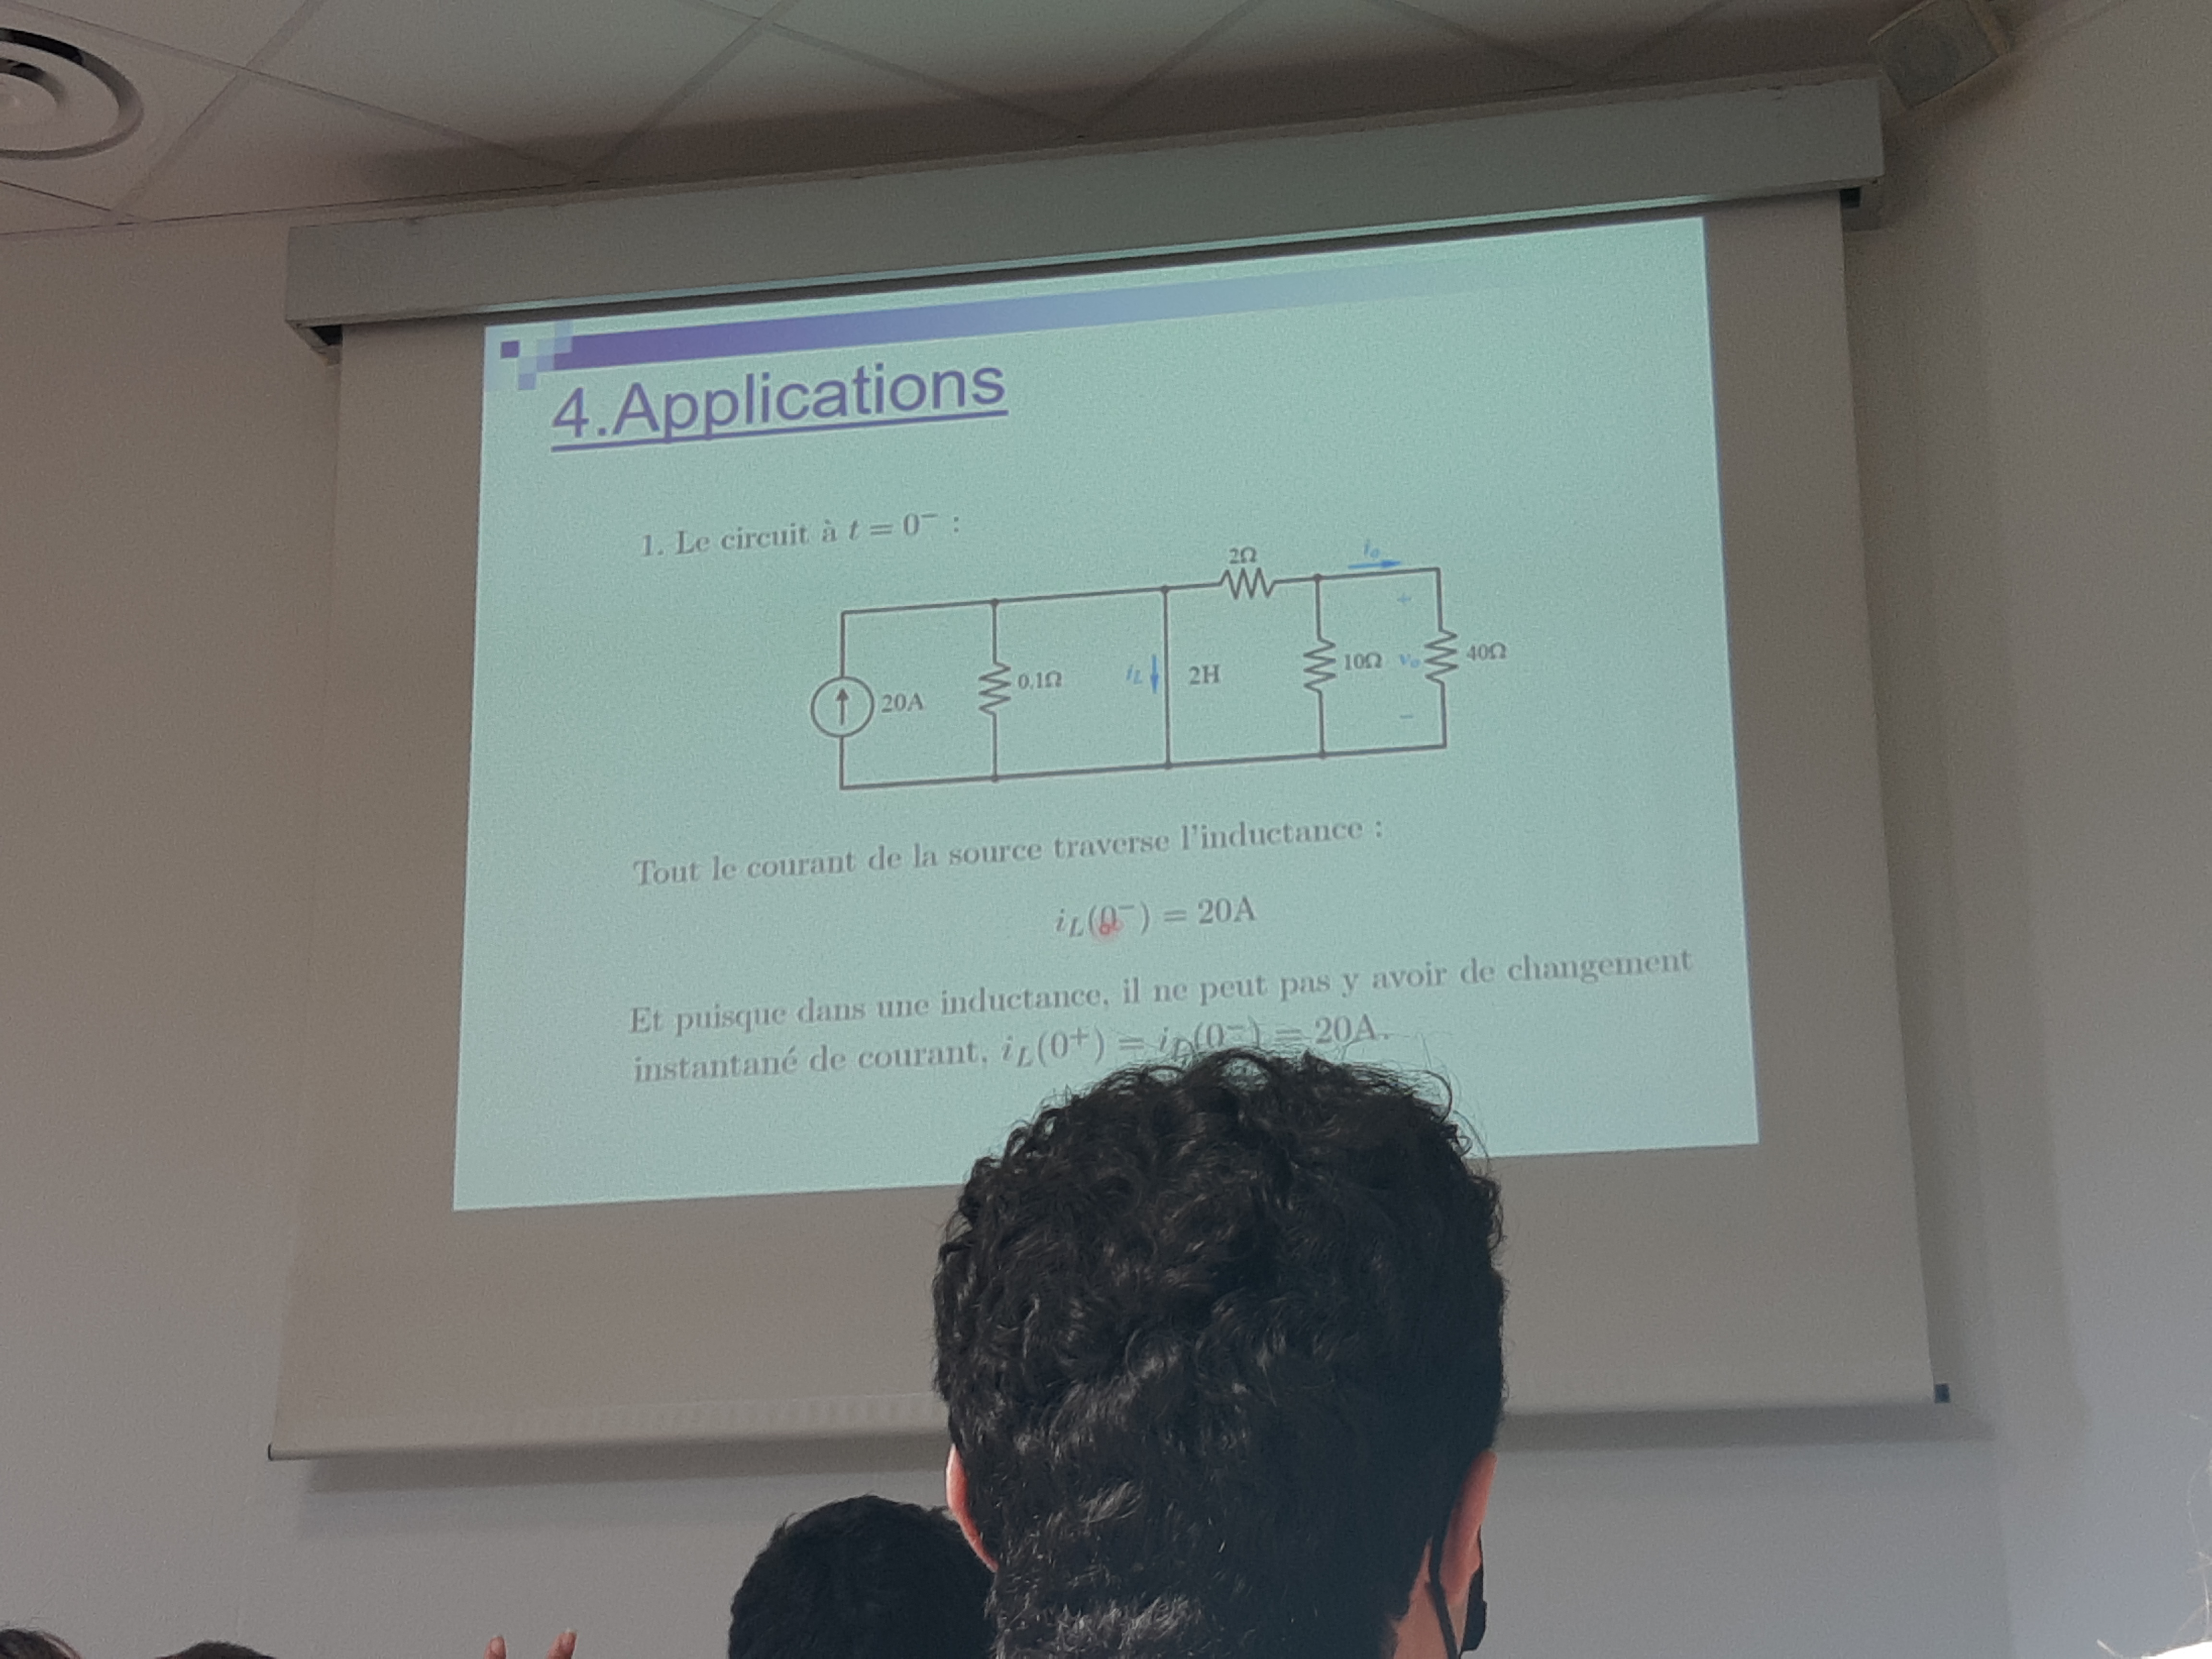 4.Applications
1. Le circuit à t = 0⁻ :
2Ω
i₀
+
20A
0.1Ω
i_L
2H
10Ω
v₀
40Ω
−
Tout le courant de la source traverse l'inductance :
i_L(0⁻) = 20A
Et puisque dans une inductance, il ne peut pas y avoir de changement
instantané de courant, i_L(0⁺) = i_L(0⁻) = 20A.